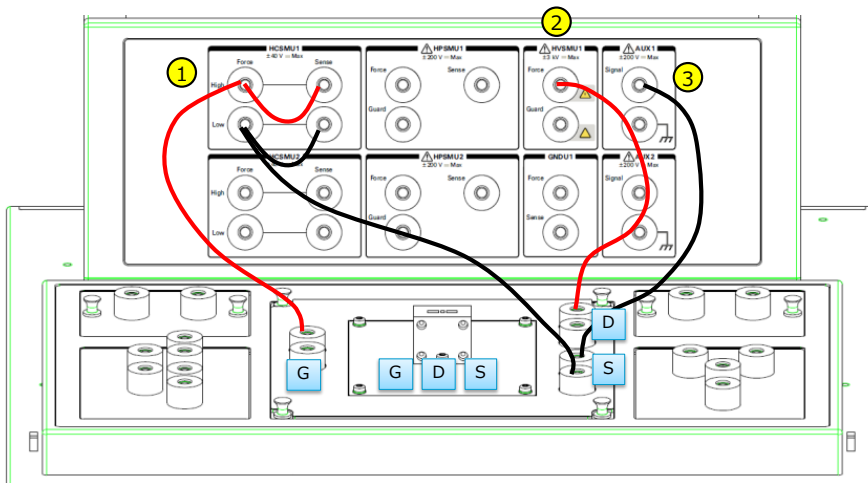 2
1
3
HCSMU1
±40 V ⎓ Max
Force
Sense
High
Low
HPSMU1
±200 V ⎓ Max
Force
Sense
Guard
HVSMU1
±3 kV ⎓ Max
Force
Guard
AUX1
±200 V ⎓ Max
Signal
HCSMU2
Force
Sense
High
Low
HPSMU2
±200 V ⎓ Max
Force
Sense
Guard
GNDU1
Force
Sense
AUX2
±200 V ⎓ Max
Signal
D
G
G
D
S
S